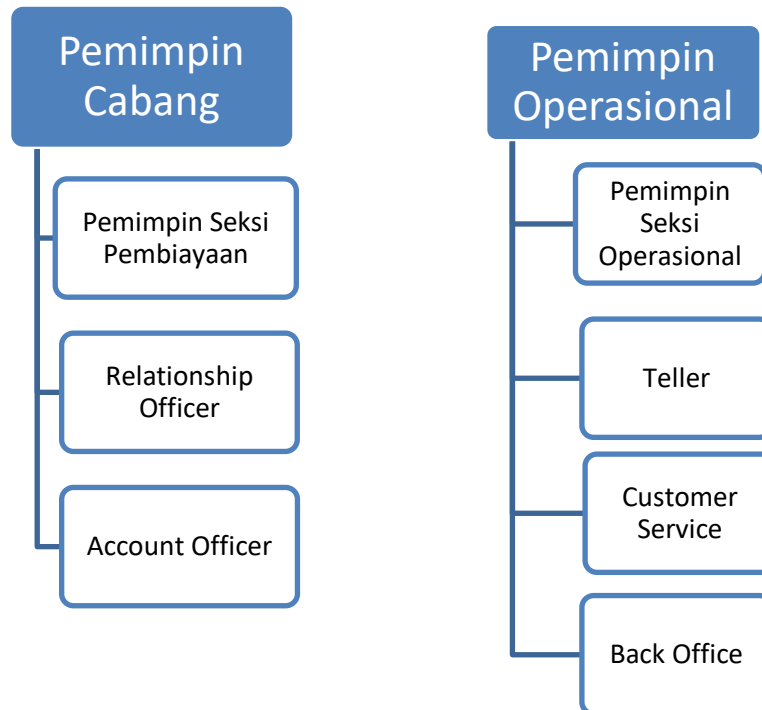 Pemimpin
Cabang
Pemimpin Seksi
Pembiayaan
Relationship
Officer
Account Officer
Pemimpin
Operasional
Pemimpin
Seksi
Operasional
Teller
Customer
Service
Back Office